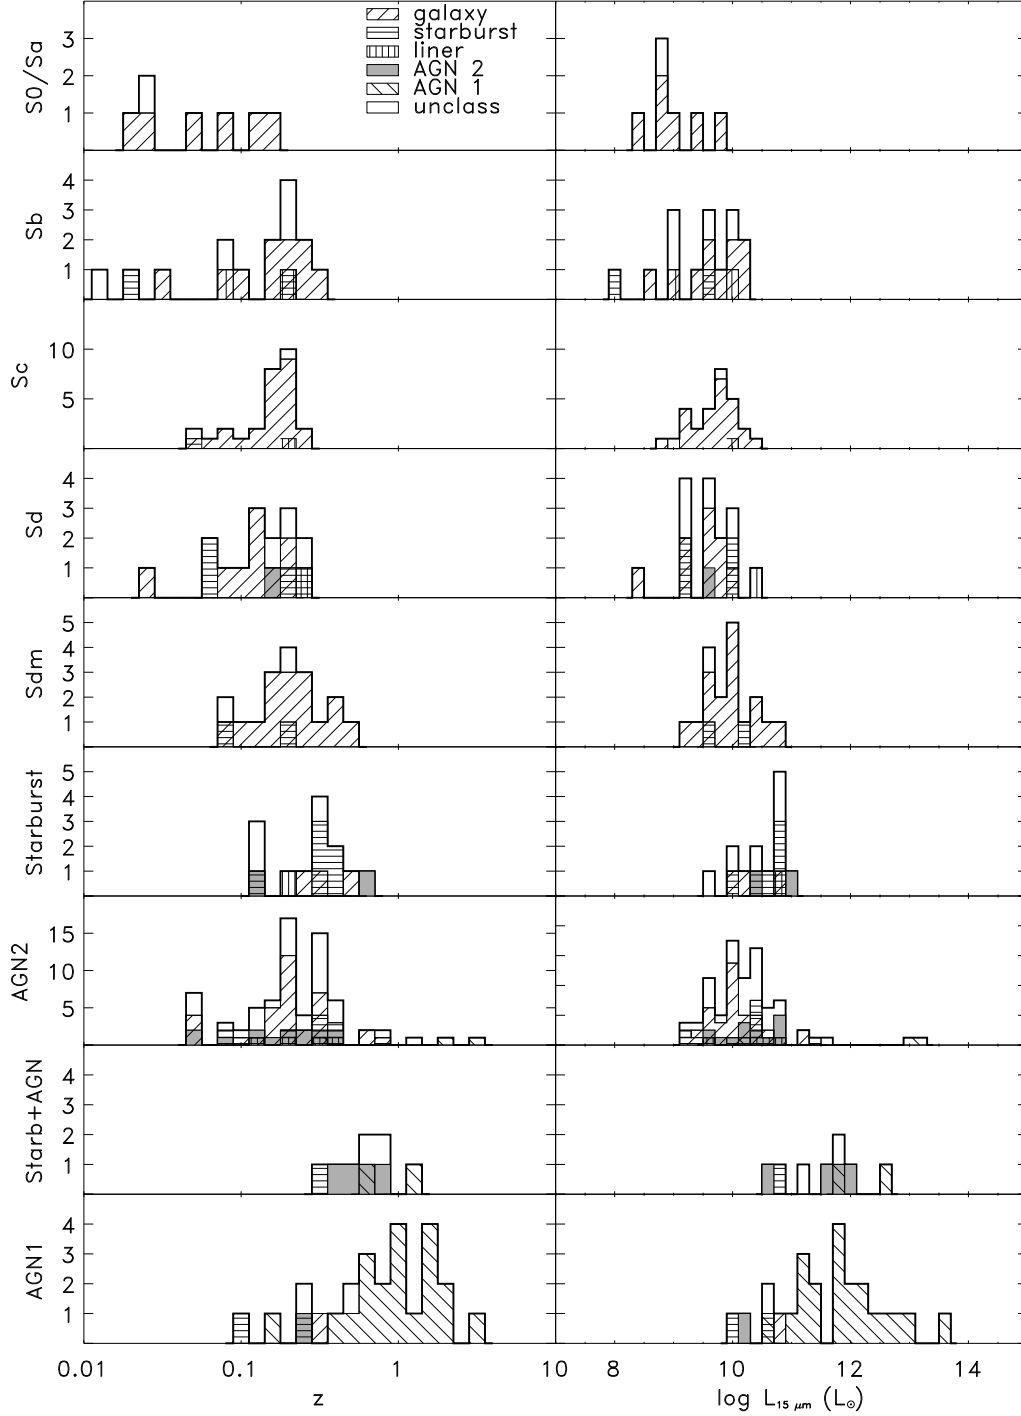 galaxy
starburst
liner
AGN 2
AGN 1
unclass
S0/Sa
3
2
1
Sb
4
3
2
1
Sc
10
5
Sd
4
3
2
1
Sdm
5
4
3
2
1
Starburst
5
4
3
2
1
AGN2
15
10
5
Starb+AGN
4
3
2
1
AGN1
4
3
2
1
0.01 0.1 1 10 8 10 12 14
z log L15 μm (L⊙)